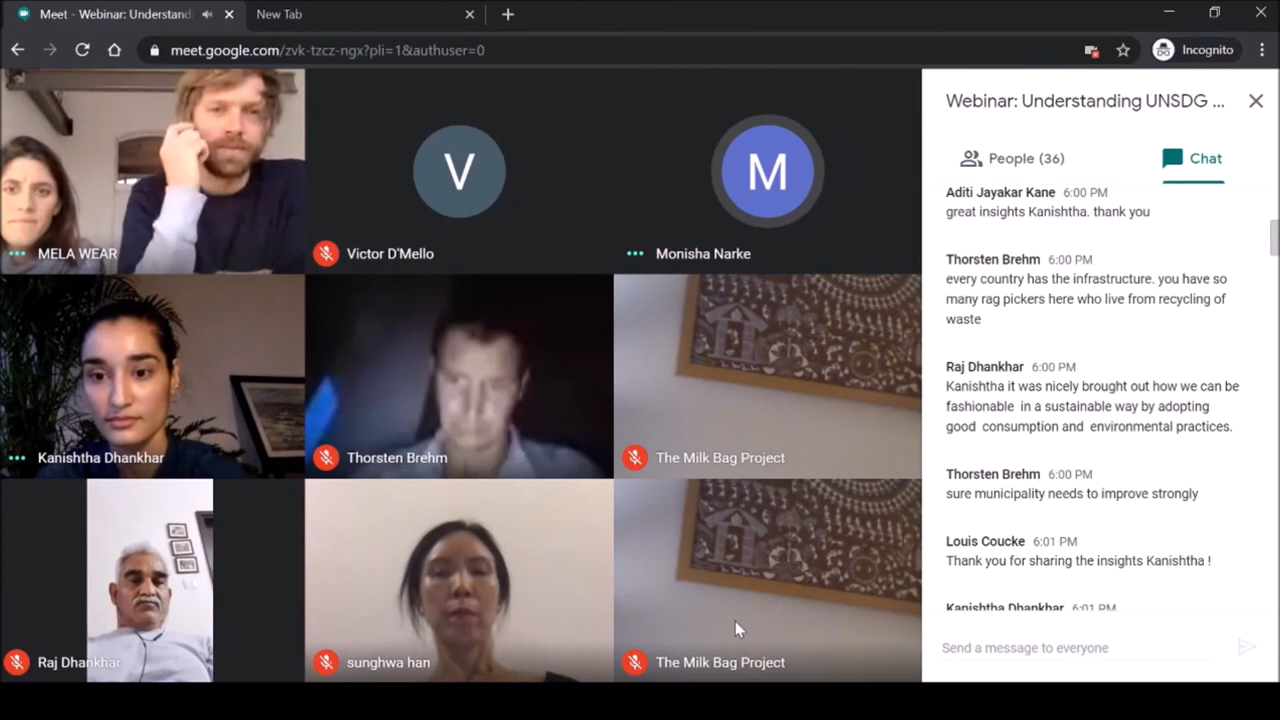 Meet - Webinar: Understandi
New Tab
meet.google.com/zvk-tzcz-ngx?pli=1&authuser=0
Incognito
MELA WEAR
V
Victor D'Mello
M
Monisha Narke
Kanishtha Dhankhar
Thorsten Brehm
The Milk Bag Project
Raj Dhankhar
sunghwa han
The Milk Bag Project
Webinar: Understanding UNSDG ...
People (36)
Chat
Aditi Jayakar Kane 6:00 PM
great insights Kanishtha. thank you
Thorsten Brehm 6:00 PM
every country has the infrastructure. you have so
many rag pickers here who live from recycling of
waste
Raj Dhankhar 6:00 PM
Kanishtha it was nicely brought out how we can be
fashionable in a sustainable way by adopting
good consumption and environmental practices.
Thorsten Brehm 6:00 PM
sure municipality needs to improve strongly
Louis Coucke 6:01 PM
Thank you for sharing the insights Kanishtha !
Kanishtha Dhankhar 6:01 PM
Send a message to everyone